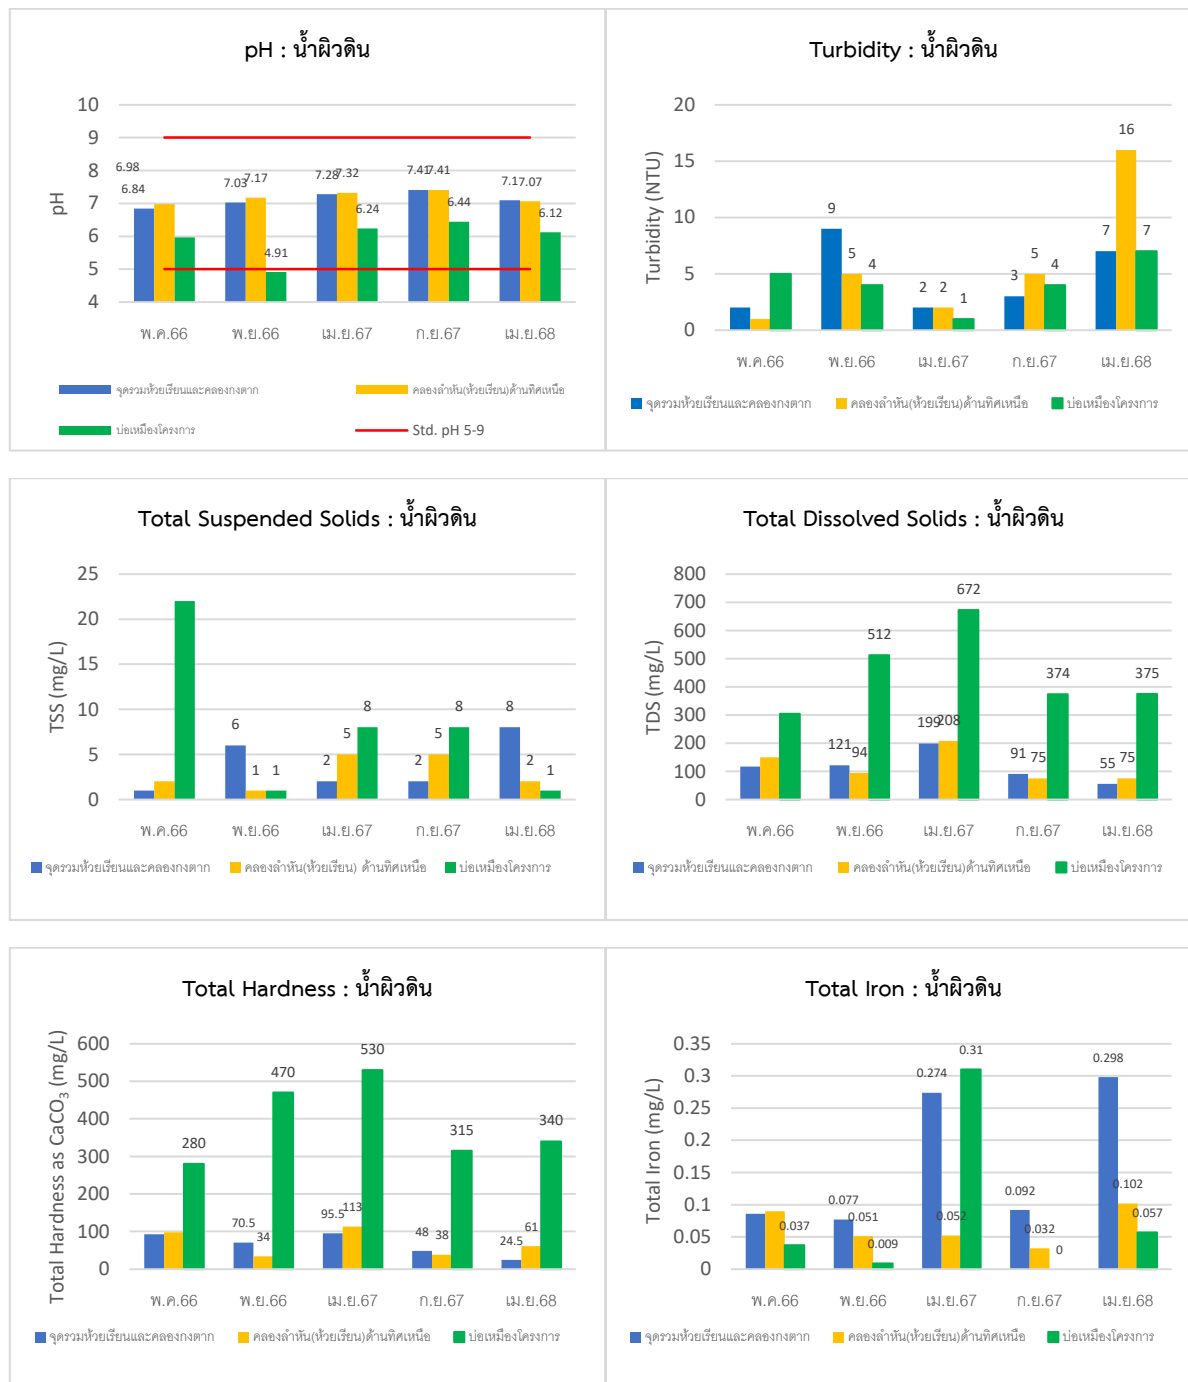 pH : น้ำผิวดิน
10
9
8
7
6
5
4
pH
6.98
6.84
7.03
7.17
4.91
7.28
7.32
6.24
7.41
7.41
6.44
7.1
7.07
6.12
พ.ค.66
พ.ย.66
เม.ย.67
ก.ย.67
เม.ย.68
จุดรวมห้วยเรียนและคลองกงตาก
คลองลำหัน(ห้วยเรียน)ด้านทิศเหนือ
บ่อเหมืองโครงการ
Std. pH 5-9
Turbidity : น้ำผิวดิน
20
15
10
5
0
Turbidity (NTU)
9
5
4
2
2
1
3
5
4
7
16
7
พ.ค.66
พ.ย.66
เม.ย.67
ก.ย.67
เม.ย.68
จุดรวมห้วยเรียนและคลองกงตาก
คลองลำหัน(ห้วยเรียน)ด้านทิศเหนือ
บ่อเหมืองโครงการ
Total Suspended Solids : น้ำผิวดิน
25
20
15
10
5
0
TSS (mg/L)
6
1
1
2
5
8
2
5
8
8
2
1
พ.ค.66
พ.ย.66
เม.ย.67
ก.ย.67
เม.ย.68
จุดรวมห้วยเรียนและคลองกงตาก
คลองลำหัน(ห้วยเรียน) ด้านทิศเหนือ
บ่อเหมืองโครงการ
Total Dissolved Solids : น้ำผิวดิน
800
700
600
500
400
300
200
100
0
TDS (mg/L)
121
94
512
199
208
672
91
75
374
55
75
375
พ.ค.66
พ.ย.66
เม.ย.67
ก.ย.67
เม.ย.68
จุดรวมห้วยเรียนและคลองกงตาก
คลองลำหัน(ห้วยเรียน)ด้านทิศเหนือ
บ่อเหมืองโครงการ
Total Hardness : น้ำผิวดิน
600
500
400
300
200
100
0
Total Hardness as CaCO₃ (mg/L)
280
70.5
34
470
95.5
113
530
48
38
315
24.5
61
340
พ.ค.66
พ.ย.66
เม.ย.67
ก.ย.67
เม.ย.68
จุดรวมห้วยเรียนและคลองกงตาก
คลองลำหัน(ห้วยเรียน)ด้านทิศเหนือ
บ่อเหมืองโครงการ
Total Iron : น้ำผิวดิน
0.35
0.3
0.25
0.2
0.15
0.1
0.05
0
Total Iron (mg/L)
0.037
0.077
0.051
0.009
0.274
0.052
0.31
0.092
0.032
0
0.298
0.102
0.057
พ.ค.66
พ.ย.66
เม.ย.67
ก.ย.67
เม.ย.68
จุดรวมห้วยเรียนและคลองกงตาก
คลองลำหัน(ห้วยเรียน)ด้านทิศเหนือ
บ่อเหมืองโครงการ